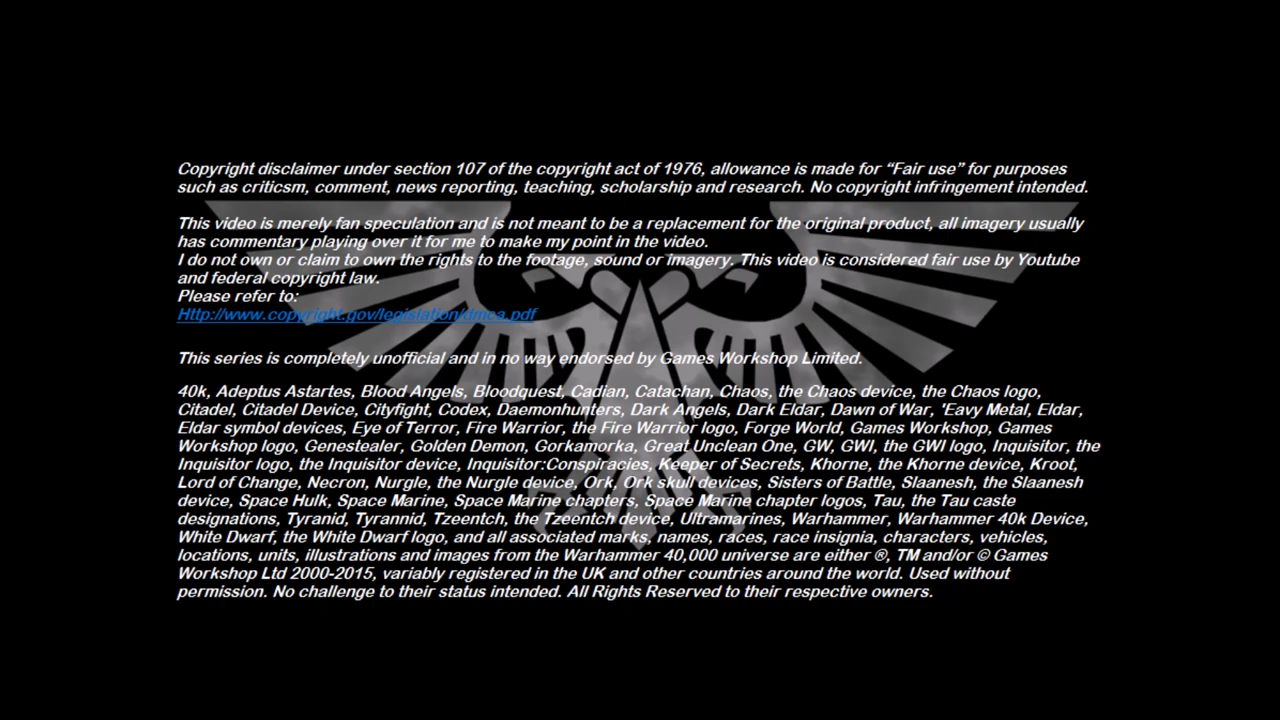 Copyright disclaimer under section 107 of the copyright act of 1976, allowance is made for “Fair use” for purposes
such as criticsm, comment, news reporting, teaching, scholarship and research. No copyright infringement intended.
This video is merely fan speculation and is not meant to be a replacement for the original product, all imagery usually
has commentary playing over it for me to make my point in the video.
I do not own or claim to own the rights to the footage, sound or imagery. This video is considered fair use by Youtube
and federal copyright law.
Please refer to:
Http://www.copyright.gov/legislation/dmca.pdf
This series is completely unofficial and in no way endorsed by Games Workshop Limited.
40k, Adeptus Astartes, Blood Angels, Bloodquest, Cadian, Catachan, Chaos, the Chaos device, the Chaos logo,
Citadel, Citadel Device, Cityfight, Codex, Daemonhunters, Dark Angels, Dark Eldar, Dawn of War, 'Eavy Metal, Eldar,
Eldar symbol devices, Eye of Terror, Fire Warrior, the Fire Warrior logo, Forge World, Games Workshop, Games
Workshop logo, Genestealer, Golden Demon, Gorkamorka, Great Unclean One, GW, GWI, the GWI logo, Inquisitor, the
Inquisitor logo, the Inquisitor device, Inquisitor:Conspiracies, Keeper of Secrets, Khorne, the Khorne device, Kroot,
Lord of Change, Necron, Nurgle, the Nurgle device, Ork, Ork skull devices, Sisters of Battle, Slaanesh, the Slaanesh
device, Space Hulk, Space Marine, Space Marine chapters, Space Marine chapter logos, Tau, the Tau caste
designations, Tyranid, Tyrannid, Tzeentch, the Tzeentch device, Ultramarines, Warhammer, Warhammer 40k Device,
White Dwarf, the White Dwarf logo, and all associated marks, names, races, race insignia, characters, vehicles,
locations, units, illustrations and images from the Warhammer 40,000 universe are either ®, TM and/or © Games
Workshop Ltd 2000-2015, variably registered in the UK and other countries around the world. Used without
permission. No challenge to their status intended. All Rights Reserved to their respective owners.